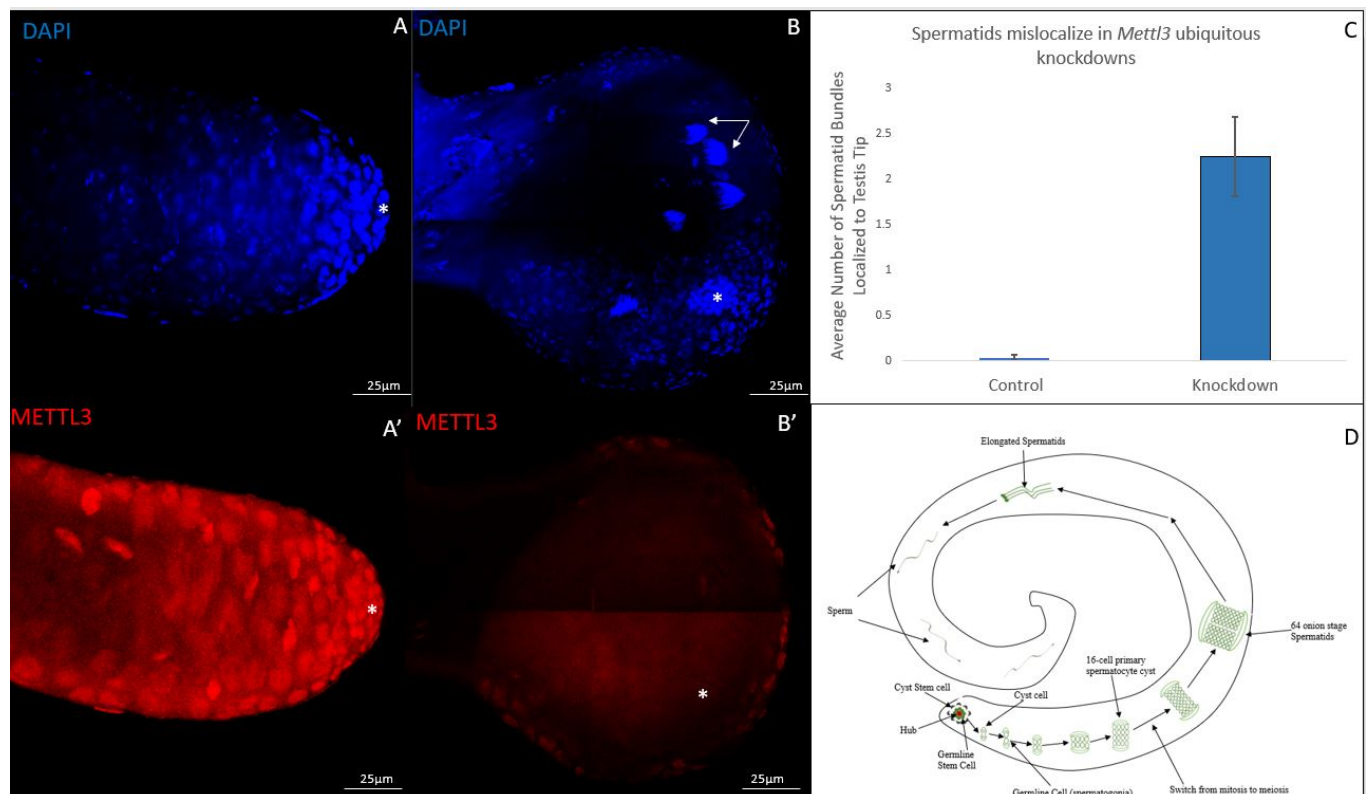 DAPI
A
*
25μm
DAPI
B
*
25μm
METTL3
A'
*
25μm
METTL3
B'
*
25μm
C
Spermatids mislocalize in Mettl3 ubiquitous
knockdowns
Average Number of Spermatid Bundles
Localized to Testis Tip
3
2.5
2
1.5
1
0.5
0
Control
Knockdown
D
Elongated Spermatids
Sperm
64 onion stage
Spermatids
16-cell primary
spermatocyte cyst
Cyst Stem cell
Cyst cell
Hub
Germline
Stem Cell
Germline Cell (spermatogonia)
Switch from mitosis to meiosis